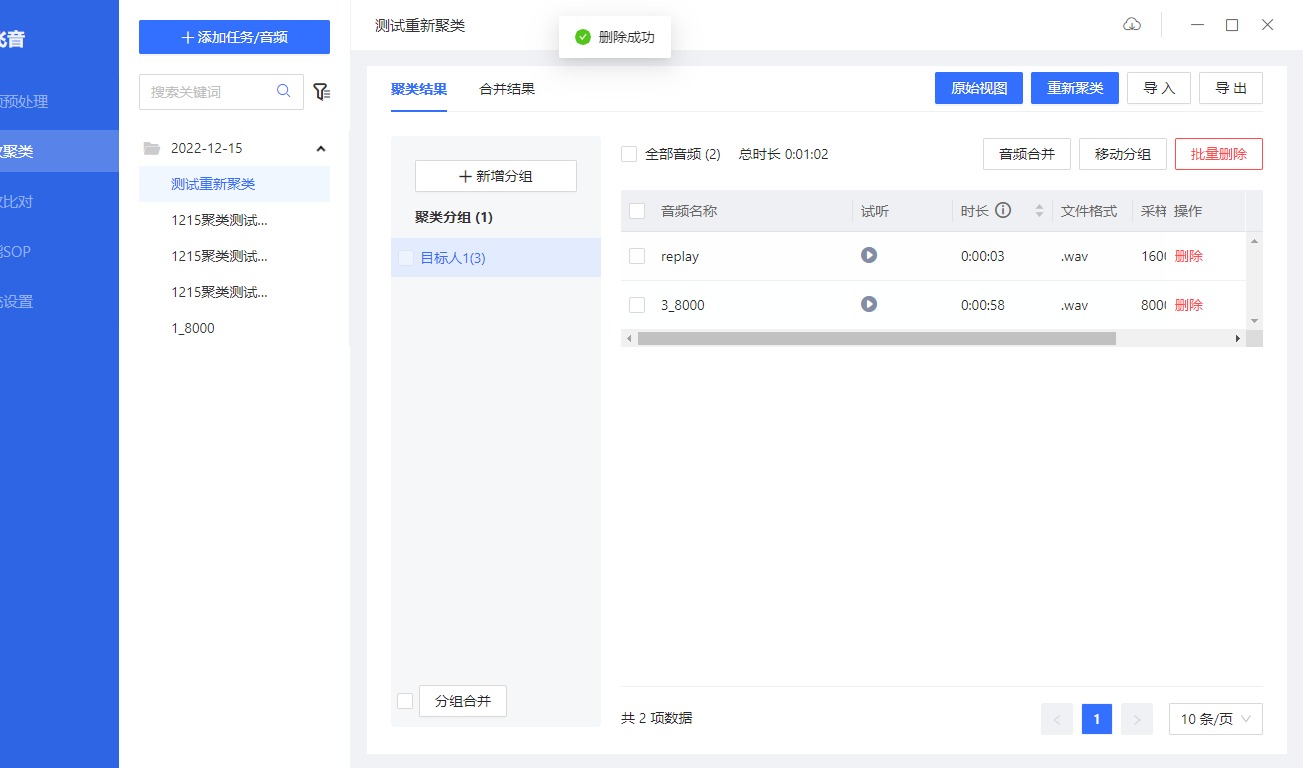 音
测试重新聚类
删除成功
添加任务/音频
搜索关键词
2022-12-15
测试重新聚类
1215聚类测试...
1215聚类测试...
1215聚类测试...
1_8000
预处理
聚类
比对
SOP
设置
聚类结果
合并结果
原始视图
重新聚类
导 入
导 出
新增分组
聚类分组 (1)
目标人1(3)
分组合并
全部音频 (2) 总时长 0:01:02
音频合并
移动分组
批量删除
音频名称 试听 时长 文件格式 采样 操作
replay 0:00:03 .wav 160 删除
3_8000 0:00:58 .wav 800 删除
共 2 项数据
< 1 >
10 条/页